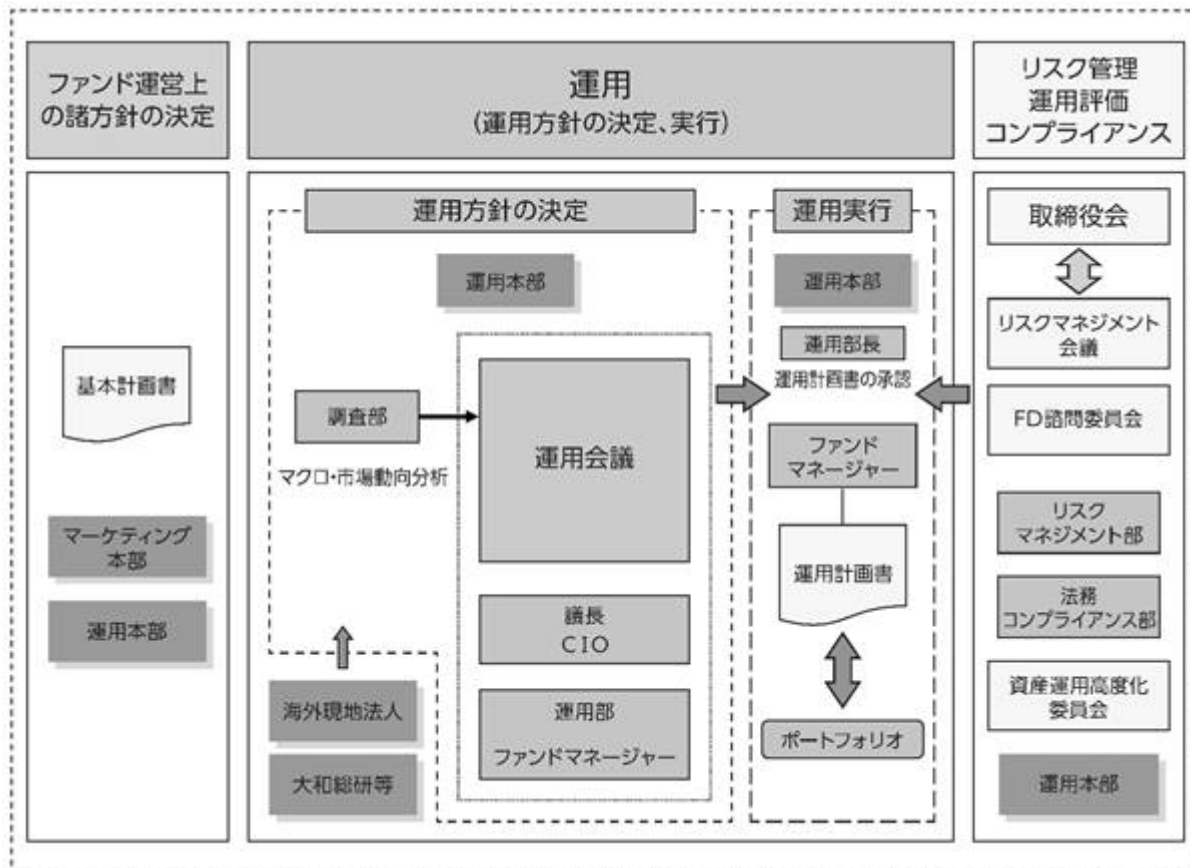 ファンド運営上
の諸方針の決定
基本計画書
マーケティング
本部
運用本部
運用
(運用方針の決定、実行)
運用方針の決定
運用本部
調査部
マクロ・市場動向分析
運用会議
議長
CIO
運用部
ファンドマネージャー
海外現地法人
大和総研等
運用実行
運用本部
運用部長
運用計画書の承認
ファンド
マネージャー
運用計画書
ポートフォリオ
リスク管理
運用評価
コンプライアンス
取締役会
リスクマネジメント
会議
FD諮問委員会
リスク
マネジメント部
法務
コンプライアンス部
資産運用高度化
委員会
運用本部